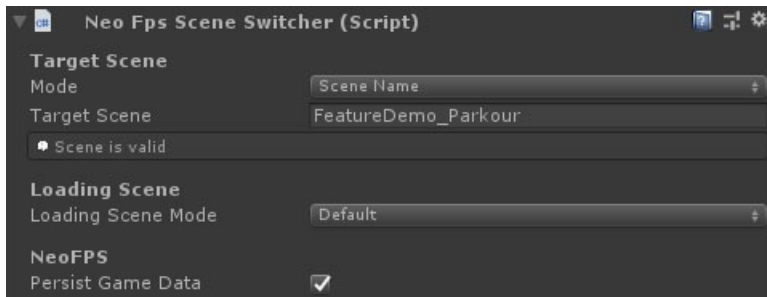 c# Neo Fps Scene Switcher (Script)
Target Scene
Mode Scene Name
Target Scene FeatureDemo_Parkour
Scene is valid
Loading Scene
Loading Scene Mode Default
NeoFPS
Persist Game Data